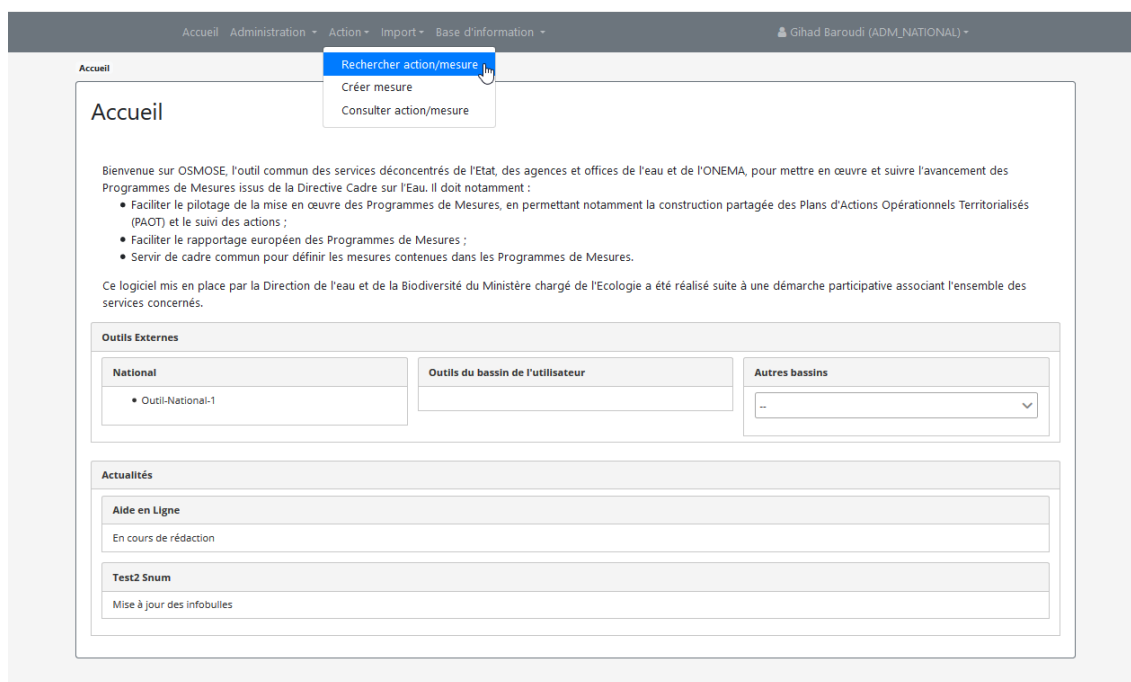 Accueil Administration Action Import Base d'information Gihad Baroudi (ADM_NATIONAL)
Accueil
Rechercher action/mesure
Créer mesure
Consulter action/mesure
Accueil
Bienvenue sur OSMOSE, l'outil commun des services déconcentrés de l'Etat, des agences et offices de l'eau et de l'ONEMA, pour mettre en œuvre et suivre l'avancement des
Programmes de Mesures issus de la Directive Cadre sur l'Eau. Il doit notamment :
• Faciliter le pilotage de la mise en œuvre des Programmes de Mesures, en permettant notamment la construction partagée des Plans d'Actions Opérationnels Territorialisés
(PAOT) et le suivi des actions ;
• Faciliter le rapportage européen des Programmes de Mesures ;
• Servir de cadre commun pour définir les mesures contenues dans les Programmes de Mesures.
Ce logiciel mis en place par la Direction de l'eau et de la Biodiversité du Ministère chargé de l'Ecologie a été réalisé suite à une démarche participative associant l'ensemble des
services concernés.
Outils Externes
National
• Outil-National-1
Outils du bassin de l'utilisateur
Autres bassins
--
Actualités
Aide en Ligne
En cours de rédaction
Test2 Snum
Mise à jour des infobulles